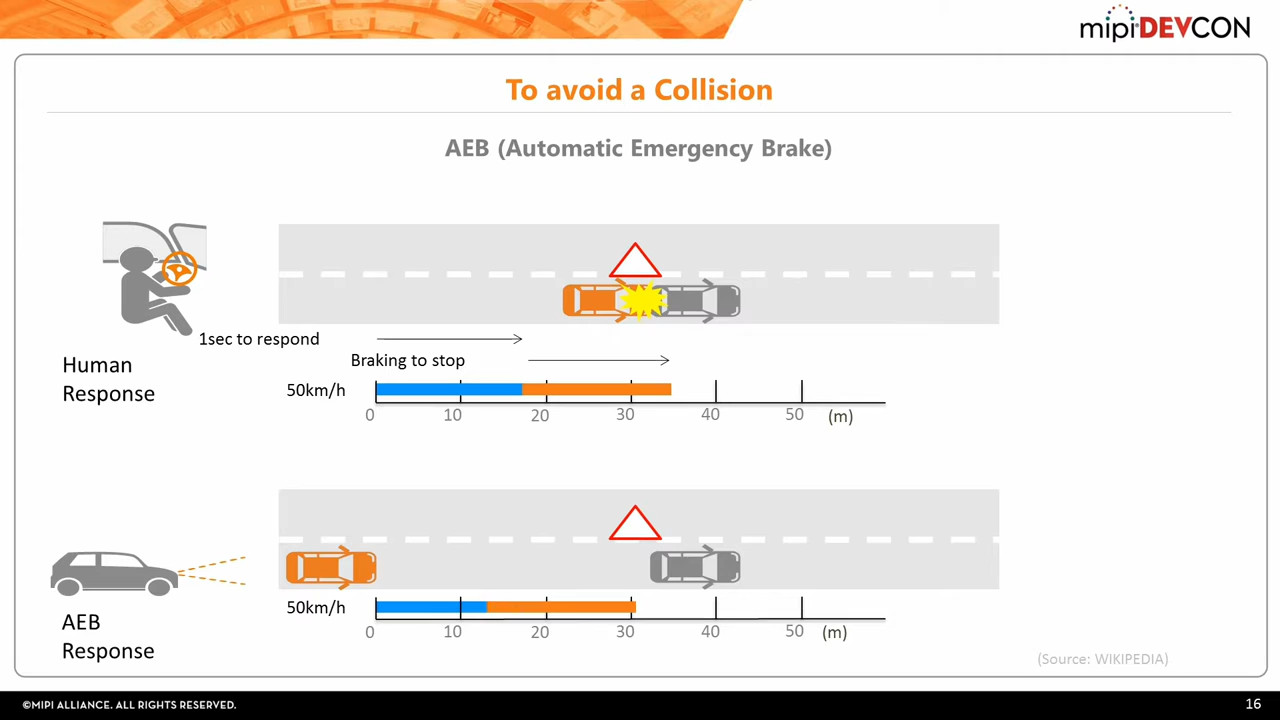 mipi DEVCON
To avoid a Collision
AEB (Automatic Emergency Brake)
1sec to respond
Braking to stop
Human
Response
50km/h
0 10 20 30 40 50 (m)
50km/h
0 10 20 30 40 50 (m)
AEB
Response
(Source: WIKIPEDIA)
©MIPI ALLIANCE. ALL RIGHTS RESERVED.
16